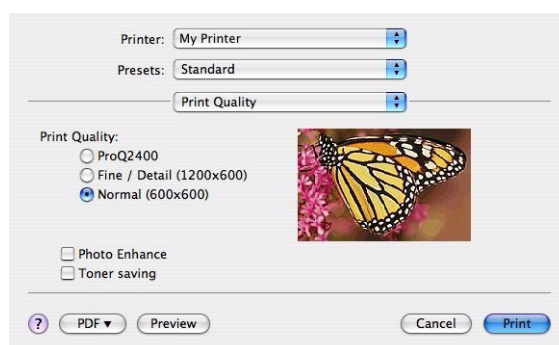 Printer: My Printer
Presets: Standard
Print Quality
Print Quality:
ProQ2400
Fine / Detail (1200x600)
Normal (600x600)
Photo Enhance
Toner saving
? PDF ▼ Preview Cancel Print